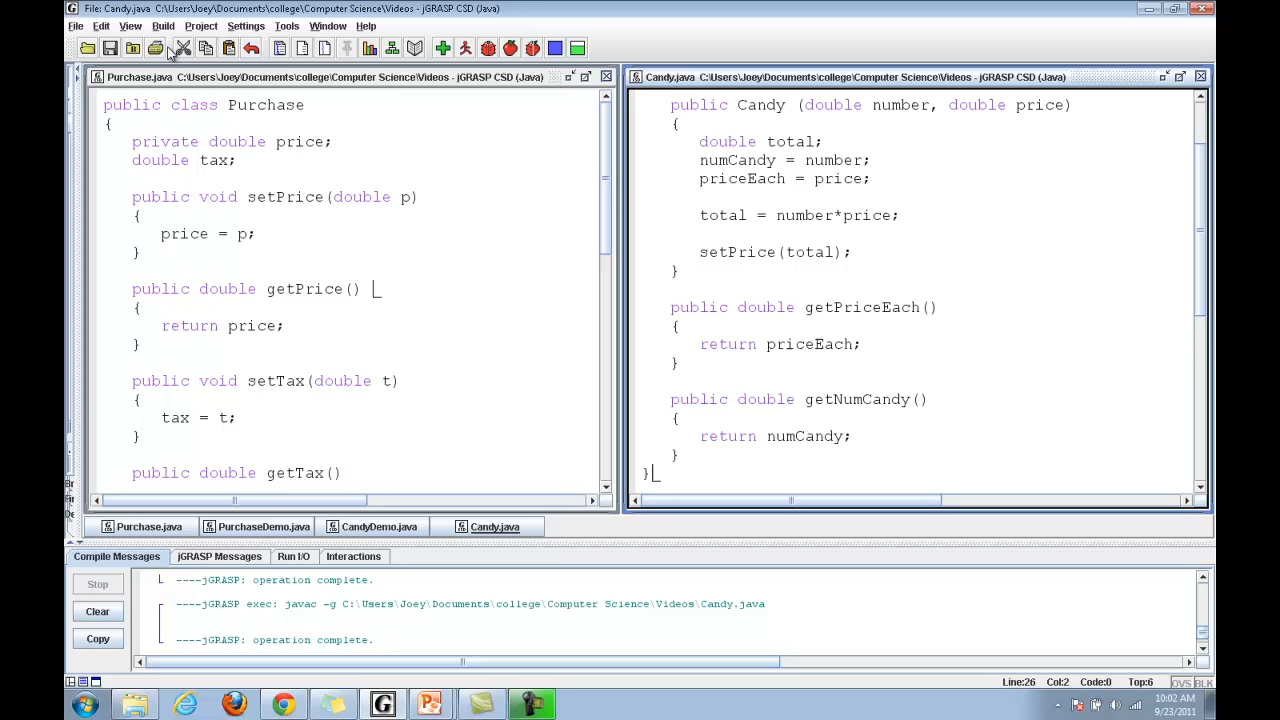 File: Candy.java C:\Users\Joey\Documents\college\Computer Science\Videos - jGRASP CSD (Java)
File Edit View Build Project Settings Tools Window Help
Purchase.java C:\Users\Joey\Documents\college\Computer Science\Videos - jGRASP CSD (Java)
public class Purchase
{
private double price;
double tax;
public void setPrice(double p)
{
price = p;
}
public double getPrice()
{
return price;
}
public void setTax(double t)
{
tax = t;
}
public double getTax()
Candy.java C:\Users\Joey\Documents\college\Computer Science\Videos - jGRASP CSD (Java)
public Candy (double number, double price)
{
double total;
numCandy = number;
priceEach = price;
total = number*price;
setPrice(total);
}
public double getPriceEach()
{
return priceEach;
}
public double getNumCandy()
{
return numCandy;
}
}
Purchase.java PurchaseDemo.java CandyDemo.java Candy.java
Compile Messages jGRASP Messages Run I/O Interactions
Stop
Clear
Copy
----jGRASP: operation complete.
----jGRASP exec: javac -g C:\Users\Joey\Documents\college\Computer Science\Videos\Candy.java
----jGRASP: operation complete.
Line:26 Col:2 Code:0 Top:6 OVS BLK
10:02 AM
9/23/2011